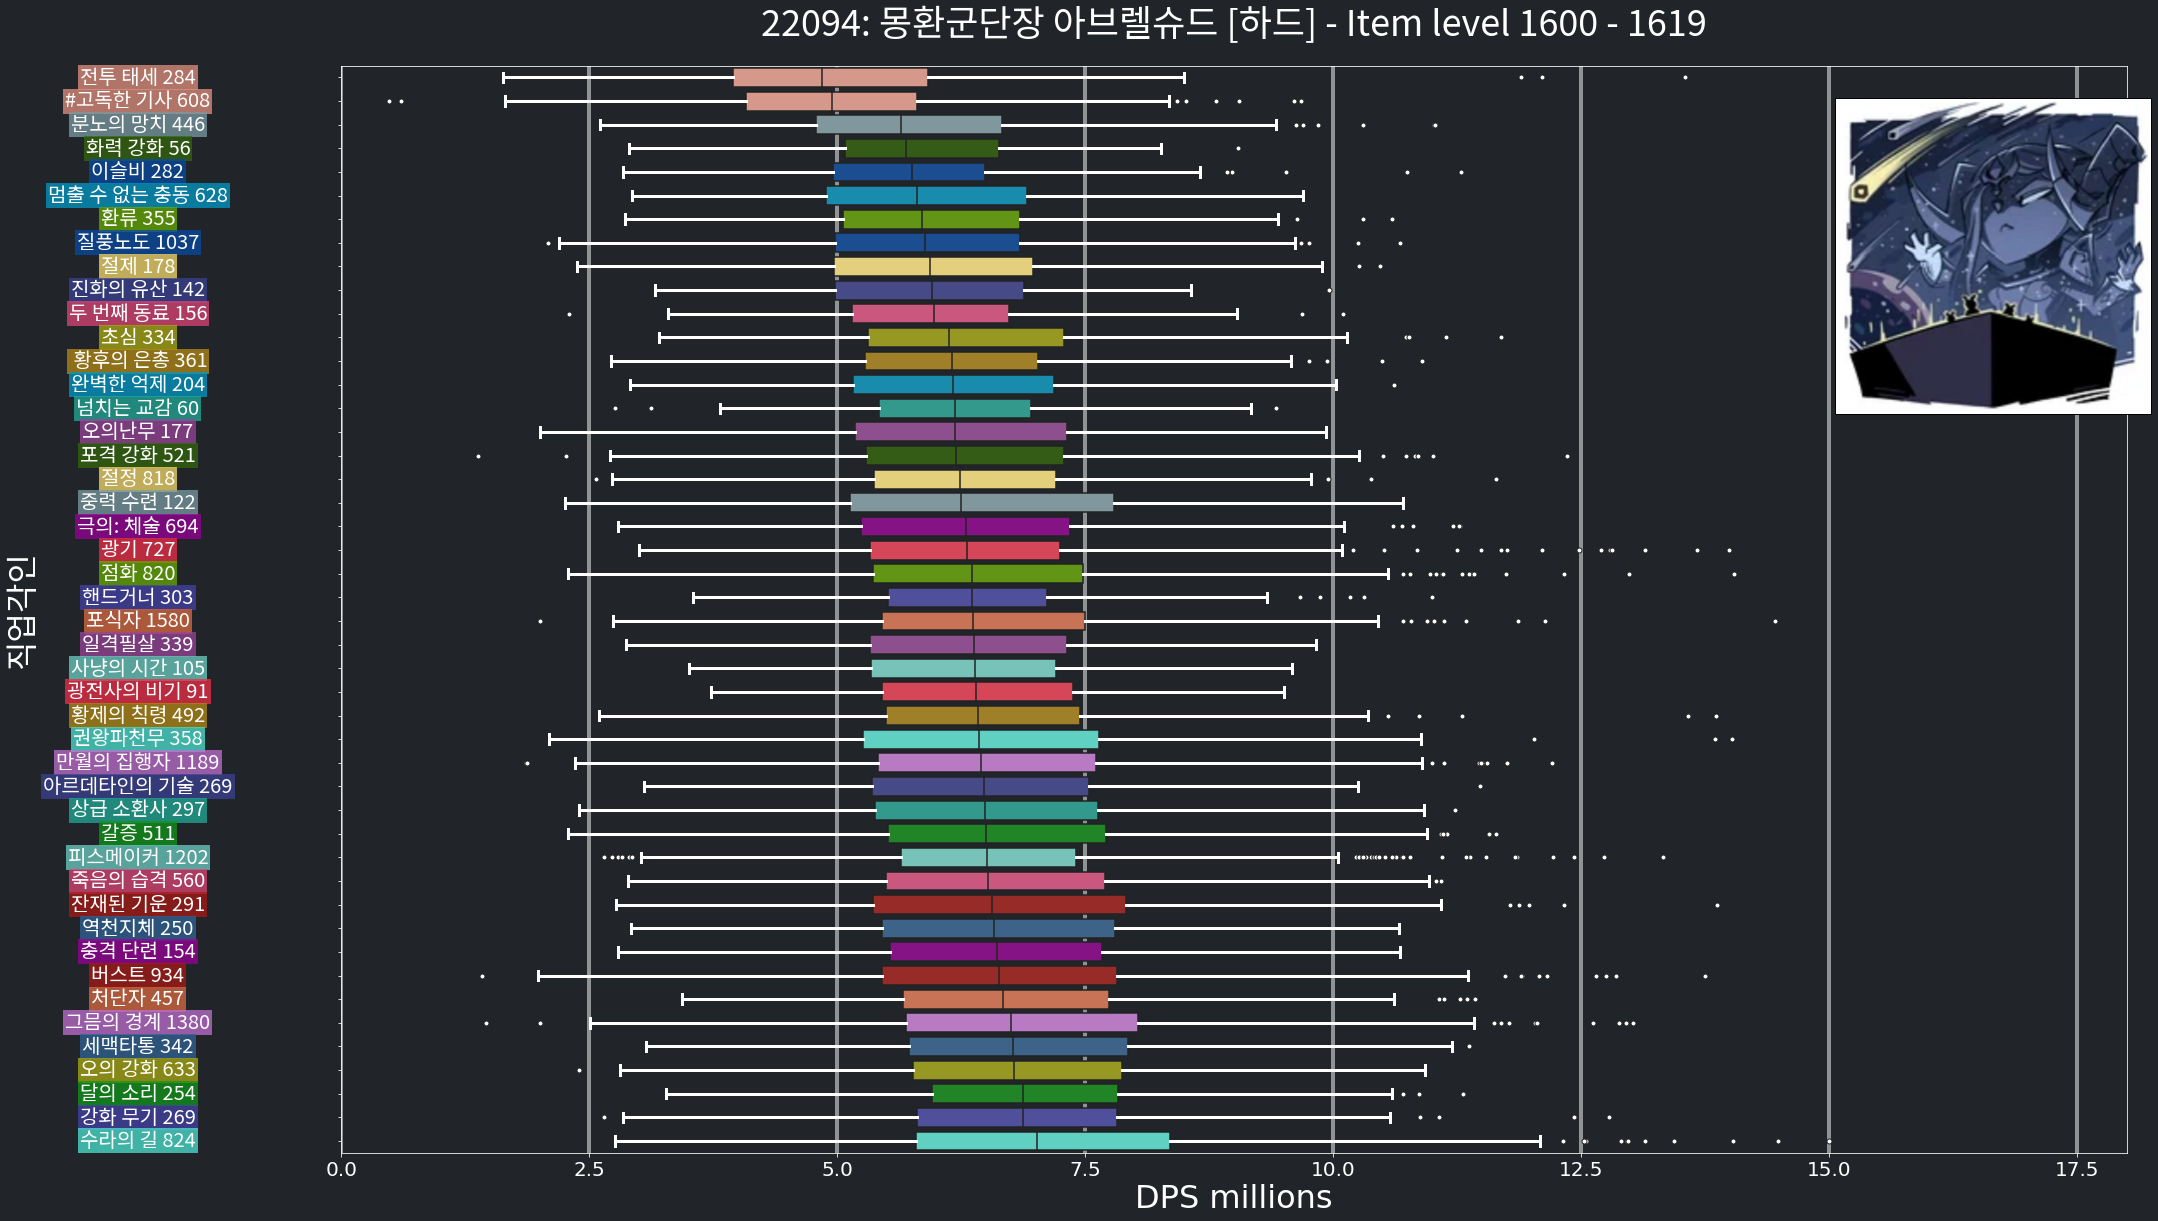 22094: 몽환군단장 아브렐슈드 [하드] - Item level 1600 - 1619
직업각인
전투 태세 284
#고독한 기사 608
분노의 망치 446
화력 강화 56
이슬비 282
멈출 수 없는 충동 628
환류 355
질풍노도 1037
절제 178
진화의 유산 142
두 번째 동료 156
초심 334
황후의 은총 361
완벽한 억제 204
넘치는 교감 60
오의난무 177
포격 강화 521
절정 818
중력 수련 122
극의: 체술 694
광기 727
점화 820
핸드거너 303
포식자 1580
일격필살 339
사냥의 시간 105
광전사의 비기 91
황제의 칙령 492
권왕파천무 358
만월의 집행자 1189
아르데타인의 기술 269
상급 소환사 297
갈증 511
피스메이커 1202
죽음의 습격 560
잔재된 기운 291
역천지체 250
충격 단련 154
버스트 934
처단자 457
그믐의 경계 1380
세맥타통 342
오의 강화 633
달의 소리 254
강화 무기 269
수라의 길 824
0.0 2.5 5.0 7.5 10.0 12.5 15.0 17.5
DPS millions